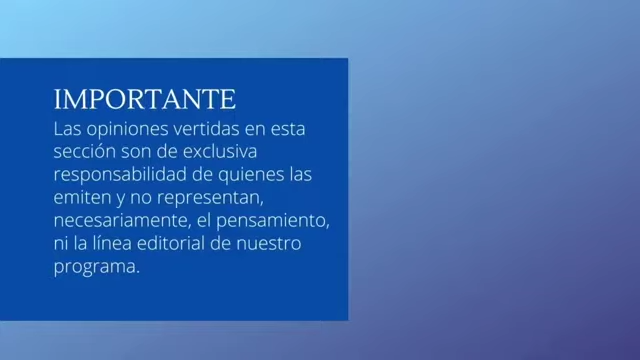 IMPORTANTE
Las opiniones vertidas en esta
sección son de exclusiva
responsabilidad de quienes las
emiten y no representan,
necesariamente, el pensamiento,
ni la línea editorial de nuestro
programa.